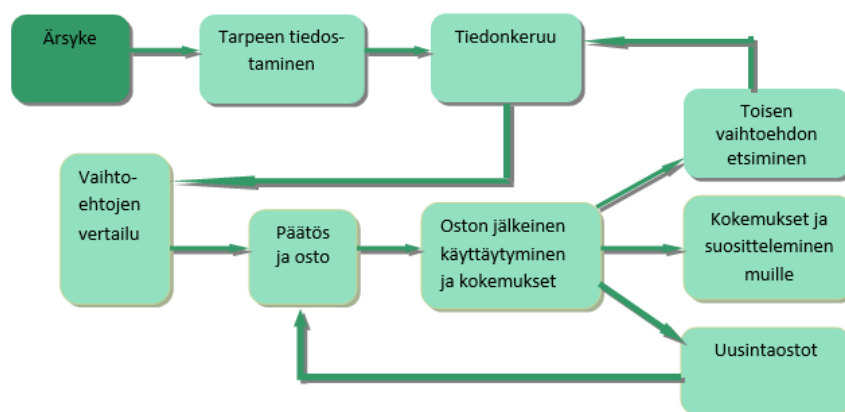 Ärsyke
Tarpeen tiedos-
taminen
Tiedonkeruu
Toisen
vaihtoehdon
etsiminen
Vaihto-
ehtojen
vertailu
Päätös
ja osto
Oston jälkeinen
käyttäytyminen
ja kokemukset
Kokemukset ja
suositteleminen
muille
Uusintaostot